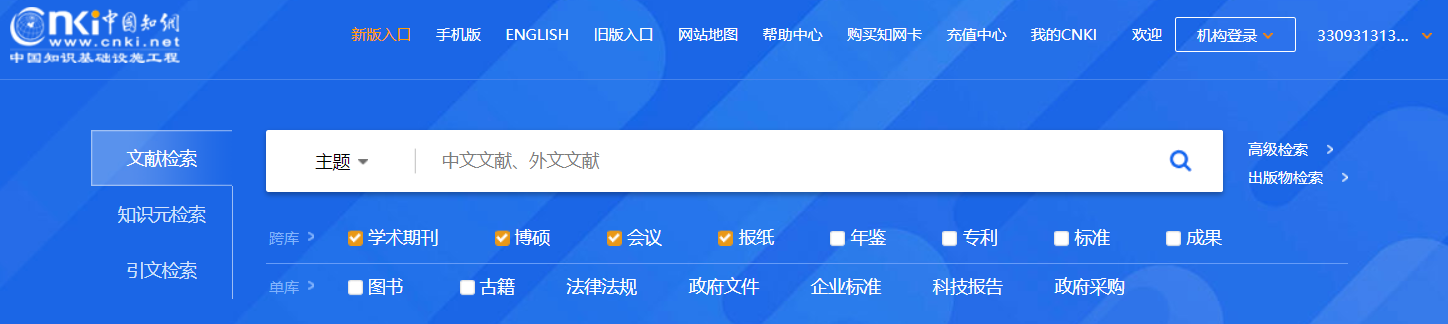 cnki中国知网
www.cnki.net
中国知识基础设施工程
新版入口 手机版 ENGLISH 旧版入口 网站地图 帮助中心 购买知网卡 充值中心 我的CNKI 欢迎 机构登录 330931313...
文献检索
知识元检索
引文检索
主题 中文文献、外文文献
高级检索 >
出版物检索 >
跨库 > 学术期刊 博硕 会议 报纸 年鉴 专利 标准 成果
单库 > 图书 古籍 法律法规 政府文件 企业标准 科技报告 政府采购